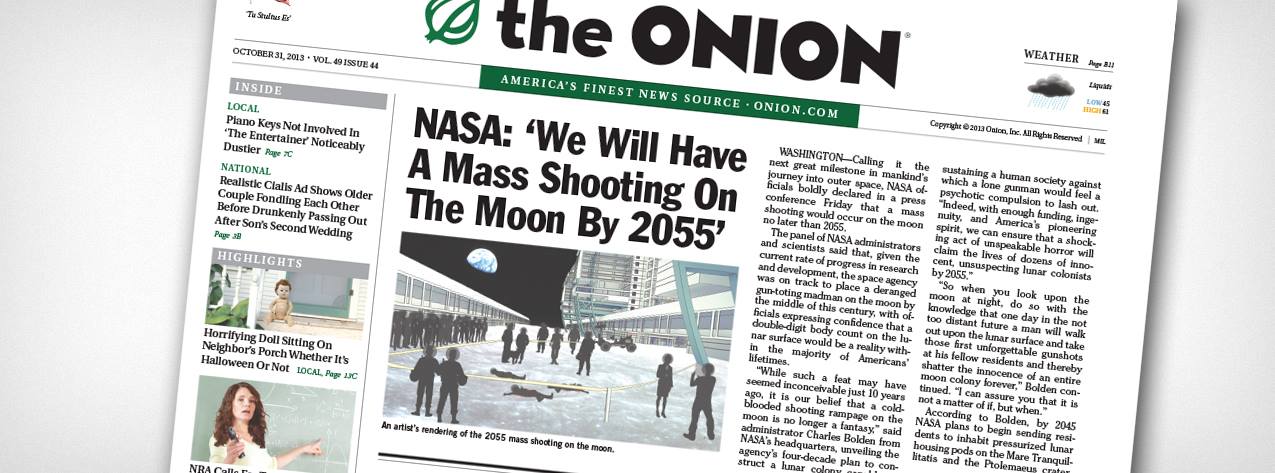 'Tu Stultus Es'
the ONION®
WEATHER Page B11
Liquids
LOW 45
HIGH 61
OCTOBER 31, 2013 • VOL. 49 ISSUE 44
AMERICA'S FINEST NEWS SOURCE · ONION.COM
Copyright © 2013 Onion, Inc. All Rights Reserved | MIL
INSIDE
LOCAL
Piano Keys Not Involved In
'The Entertainer' Noticeably
Dustier Page 7C
NATIONAL
Realistic Cialis Ad Shows Older
Couple Fondling Each Other
Before Drunkenly Passing Out
After Son's Second Wedding
Page 3B
HIGHLIGHTS
Horrifying Doll Sitting On
Neighbor's Porch Whether It's
Halloween Or Not LOCAL, Page 13C
NASA: 'We Will Have
A Mass Shooting On
The Moon By 2055'
An artist's rendering of the 2055 mass shooting on the moon.
WASHINGTON—Calling it the
next great milestone in mankind's
journey into outer space, NASA of-
ficials boldly declared in a press
conference Friday that a mass
shooting would occur on the moon
no later than 2055.
The panel of NASA administrators
and scientists said that, given the
current rate of progress in research
and development, the space agency
was on track to place a deranged
gun-toting madman on the moon by
the middle of this century, with of-
ficials expressing confidence that a
double-digit body count on the lu-
nar surface would be a reality with-
in the majority of Americans'
lifetimes.
"While such a feat may have
seemed inconceivable just 10 years
ago, it is our belief that a cold-
blooded shooting rampage on the
moon is no longer a fantasy," said
administrator Charles Bolden from
NASA's headquarters, unveiling the
agency's four-decade plan to con-
struct a lunar colony
sustaining a human society against
which a lone gunman would feel a
psychotic compulsion to lash out.
"Indeed, with enough funding, inge-
nuity, and America's pioneering
spirit, we can ensure that a shock-
ing act of unspeakable horror will
claim the lives of dozens of inno-
cent, unsuspecting lunar colonists
by 2055."
"So when you look upon the
moon at night, do so with the
knowledge that one day in the not
too distant future a man will walk
out upon the lunar surface and take
those first unforgettable gunshots
at his fellow residents and thereby
shatter the innocence of an entire
moon colony forever," Bolden con-
tinued. "I can assure you that it is
not a matter of if, but when."
According to Bolden, by 2045
NASA plans to begin sending resi-
dents to inhabit pressurized lunar
housing pods on the Mare Tranquil-
litatis and the Ptolemaeus crater